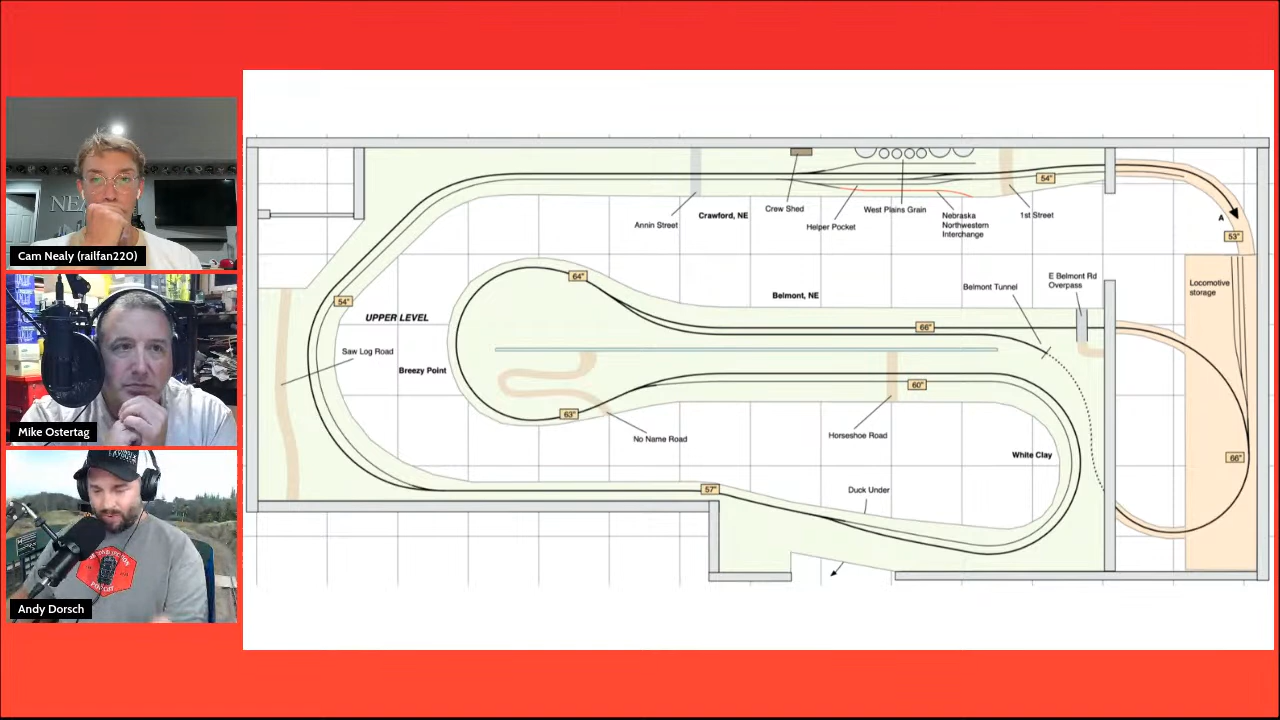 Cam Nealy (railfan220)
Mike Ostertag
Andy Dorsch
54"
Crew Shed
West Plains Grain
Annin Street
Crawford, NE
Helper Pocket
Nebraska
Northwestern
Interchange
1st Street
A
53"
64"
Belmont, NE
Belmont Tunnel
E Belmont Rd
Overpass
Locomotive
storage
54"
UPPER LEVEL
66"
Saw Log Road
Breezy Point
60"
63"
No Name Road
Horseshoe Road
White Clay
66"
57"
Duck Under